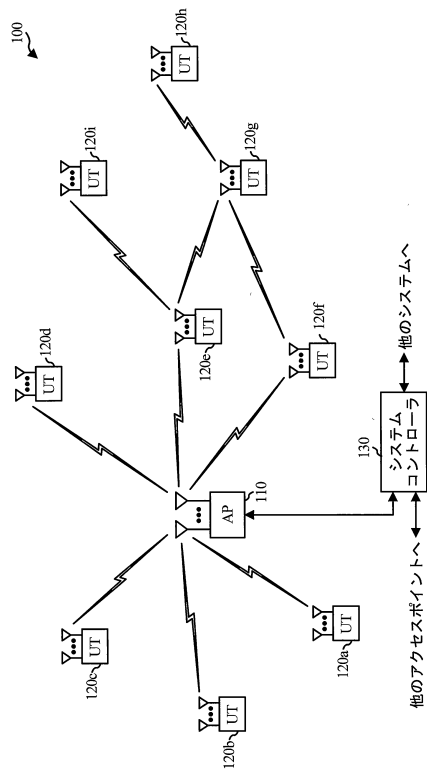 100
120h
UT
120i
UT
120g
UT
120d
UT
120e
UT
120f
UT
110
AP
120c
UT
120b
UT
120a
UT
130
システム
コントローラ
他のシステムへ
他のアクセスポイントへ